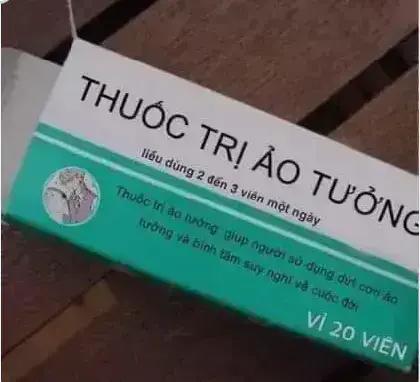 THUỐC TRỊ ẢO TƯỞNG
liều dùng 2 đến 3 viên một ngày
Thuốc trị ảo tưởng giúp người sử dụng dứt cơn ảo
tưởng và bình tâm suy nghĩ về cuộc đời
VỈ 20 VIÊN